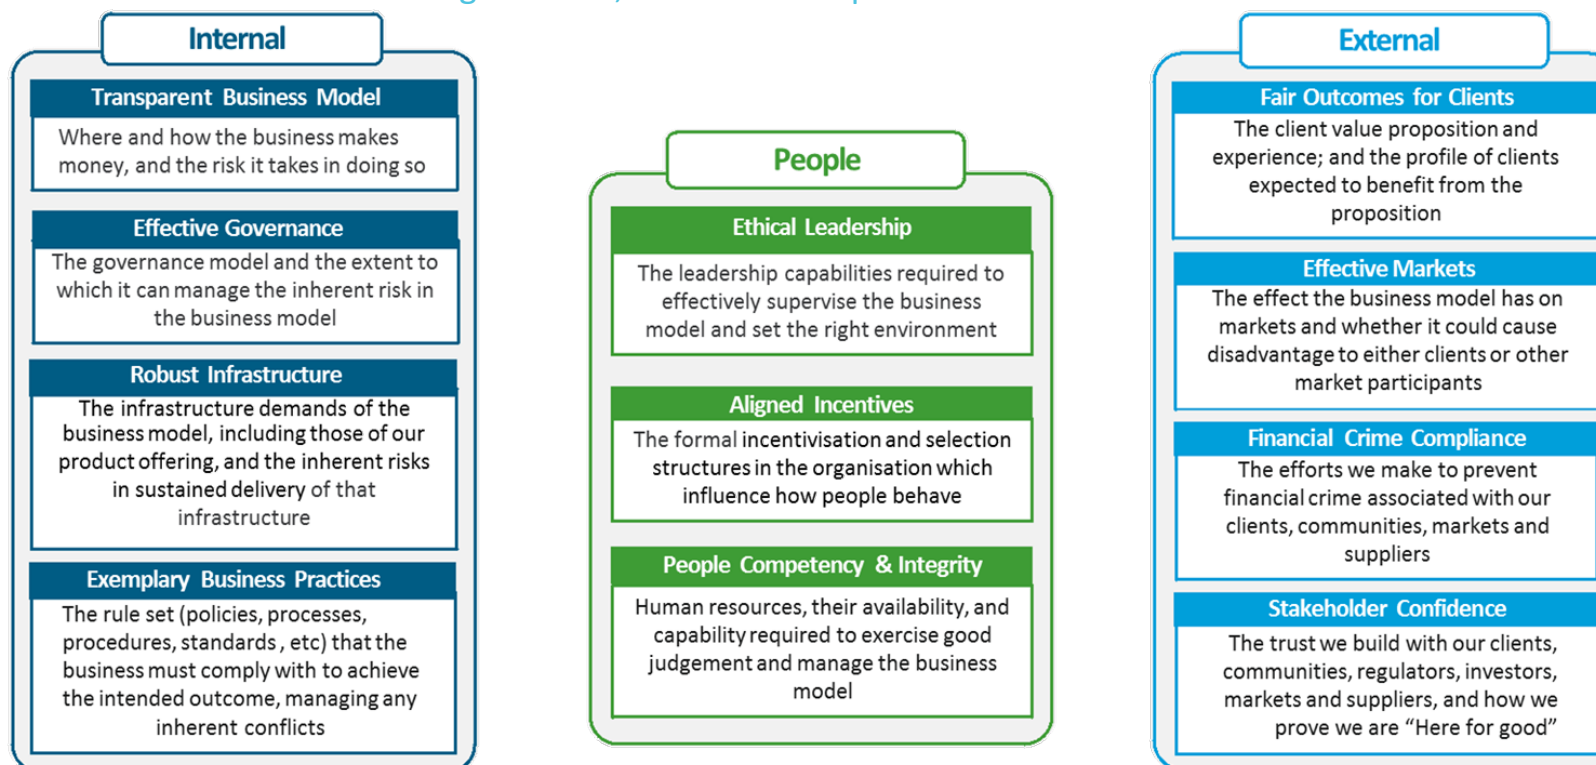 Internal
Transparent Business Model
Where and how the business makes
money, and the risk it takes in doing so
Effective Governance
The governance model and the extent to
which it can manage the inherent risk in
the business model
Robust Infrastructure
The infrastructure demands of the
business model, including those of our
product offering, and the inherent risks
in sustained delivery of that
infrastructure
Exemplary Business Practices
The rule set (policies, processes,
procedures, standards , etc) that the
business must comply with to achieve
the intended outcome, managing any
inherent conflicts
People
Ethical Leadership
The leadership capabilities required to
effectively supervise the business
model and set the right environment
Aligned Incentives
The formal incentivisation and selection
structures in the organisation which
influence how people behave
People Competency & Integrity
Human resources, their availability, and
capability required to exercise good
judgement and manage the business
model
External
Fair Outcomes for Clients
The client value proposition and
experience; and the profile of clients
expected to benefit from the
proposition
Effective Markets
The effect the business model has on
markets and whether it could cause
disadvantage to either clients or other
market participants
Financial Crime Compliance
The efforts we make to prevent
financial crime associated with our
clients, communities, markets and
suppliers
Stakeholder Confidence
The trust we build with our clients,
communities, regulators, investors,
markets and suppliers, and how we
prove we are “Here for good”